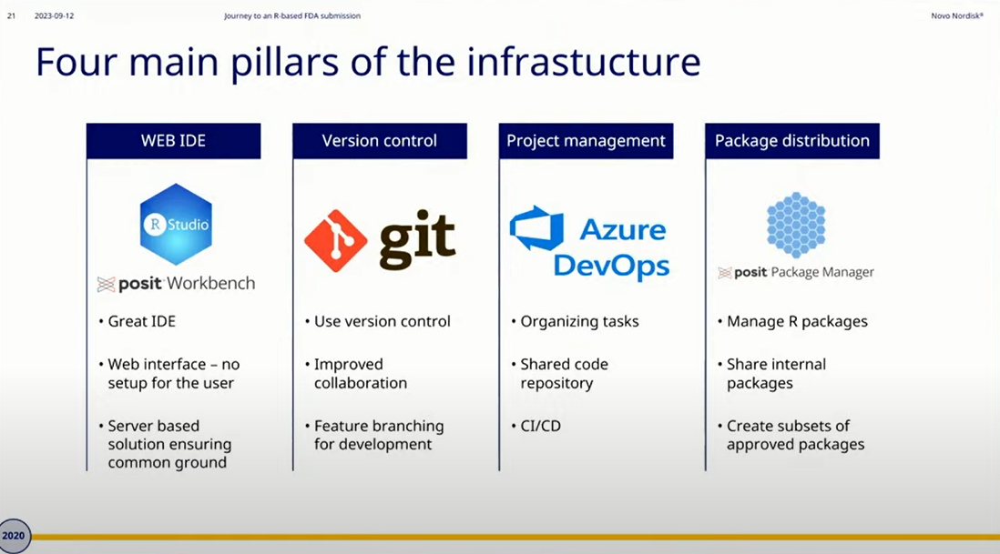 21 2023-09-12 Journey to an R-based FDA submission Novo Nordisk®
Four main pillars of the infrastucture
WEB IDE
R Studio
posit Workbench
• Great IDE
• Web interface – no
setup for the user
• Server based
solution ensuring
common ground
Version control
git
• Use version control
• Improved
collaboration
• Feature branching
for development
Project management
Azure
DevOps
• Organizing tasks
• Shared code
repository
• CI/CD
Package distribution
posit Package Manager
• Manage R packages
• Share internal
packages
• Create subsets of
approved packages
2020